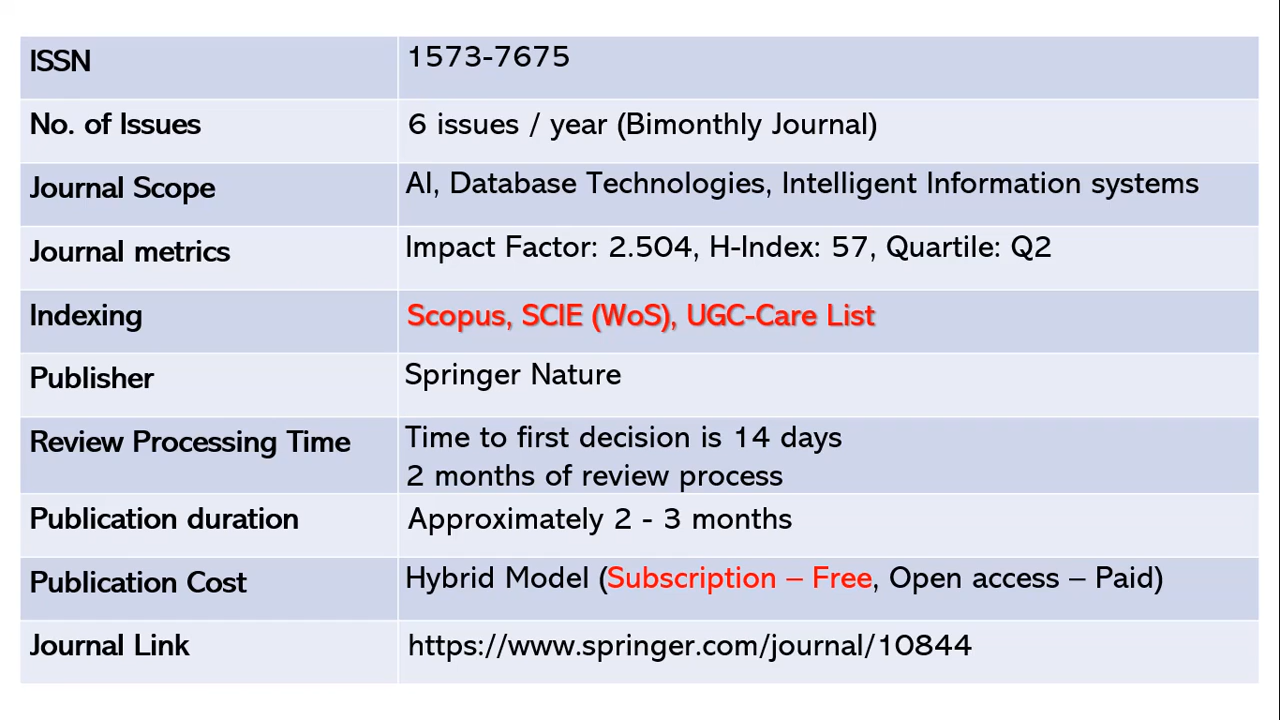 ISSN 1573-7675
No. of Issues 6 issues / year (Bimonthly Journal)
Journal Scope AI, Database Technologies, Intelligent Information systems
Journal metrics Impact Factor: 2.504, H-Index: 57, Quartile: Q2
Indexing Scopus, SCIE (WoS), UGC-Care List
Publisher Springer Nature
Review Processing Time Time to first decision is 14 days
2 months of review process
Publication duration Approximately 2 - 3 months
Publication Cost Hybrid Model (Subscription – Free, Open access – Paid)
Journal Link https://www.springer.com/journal/10844